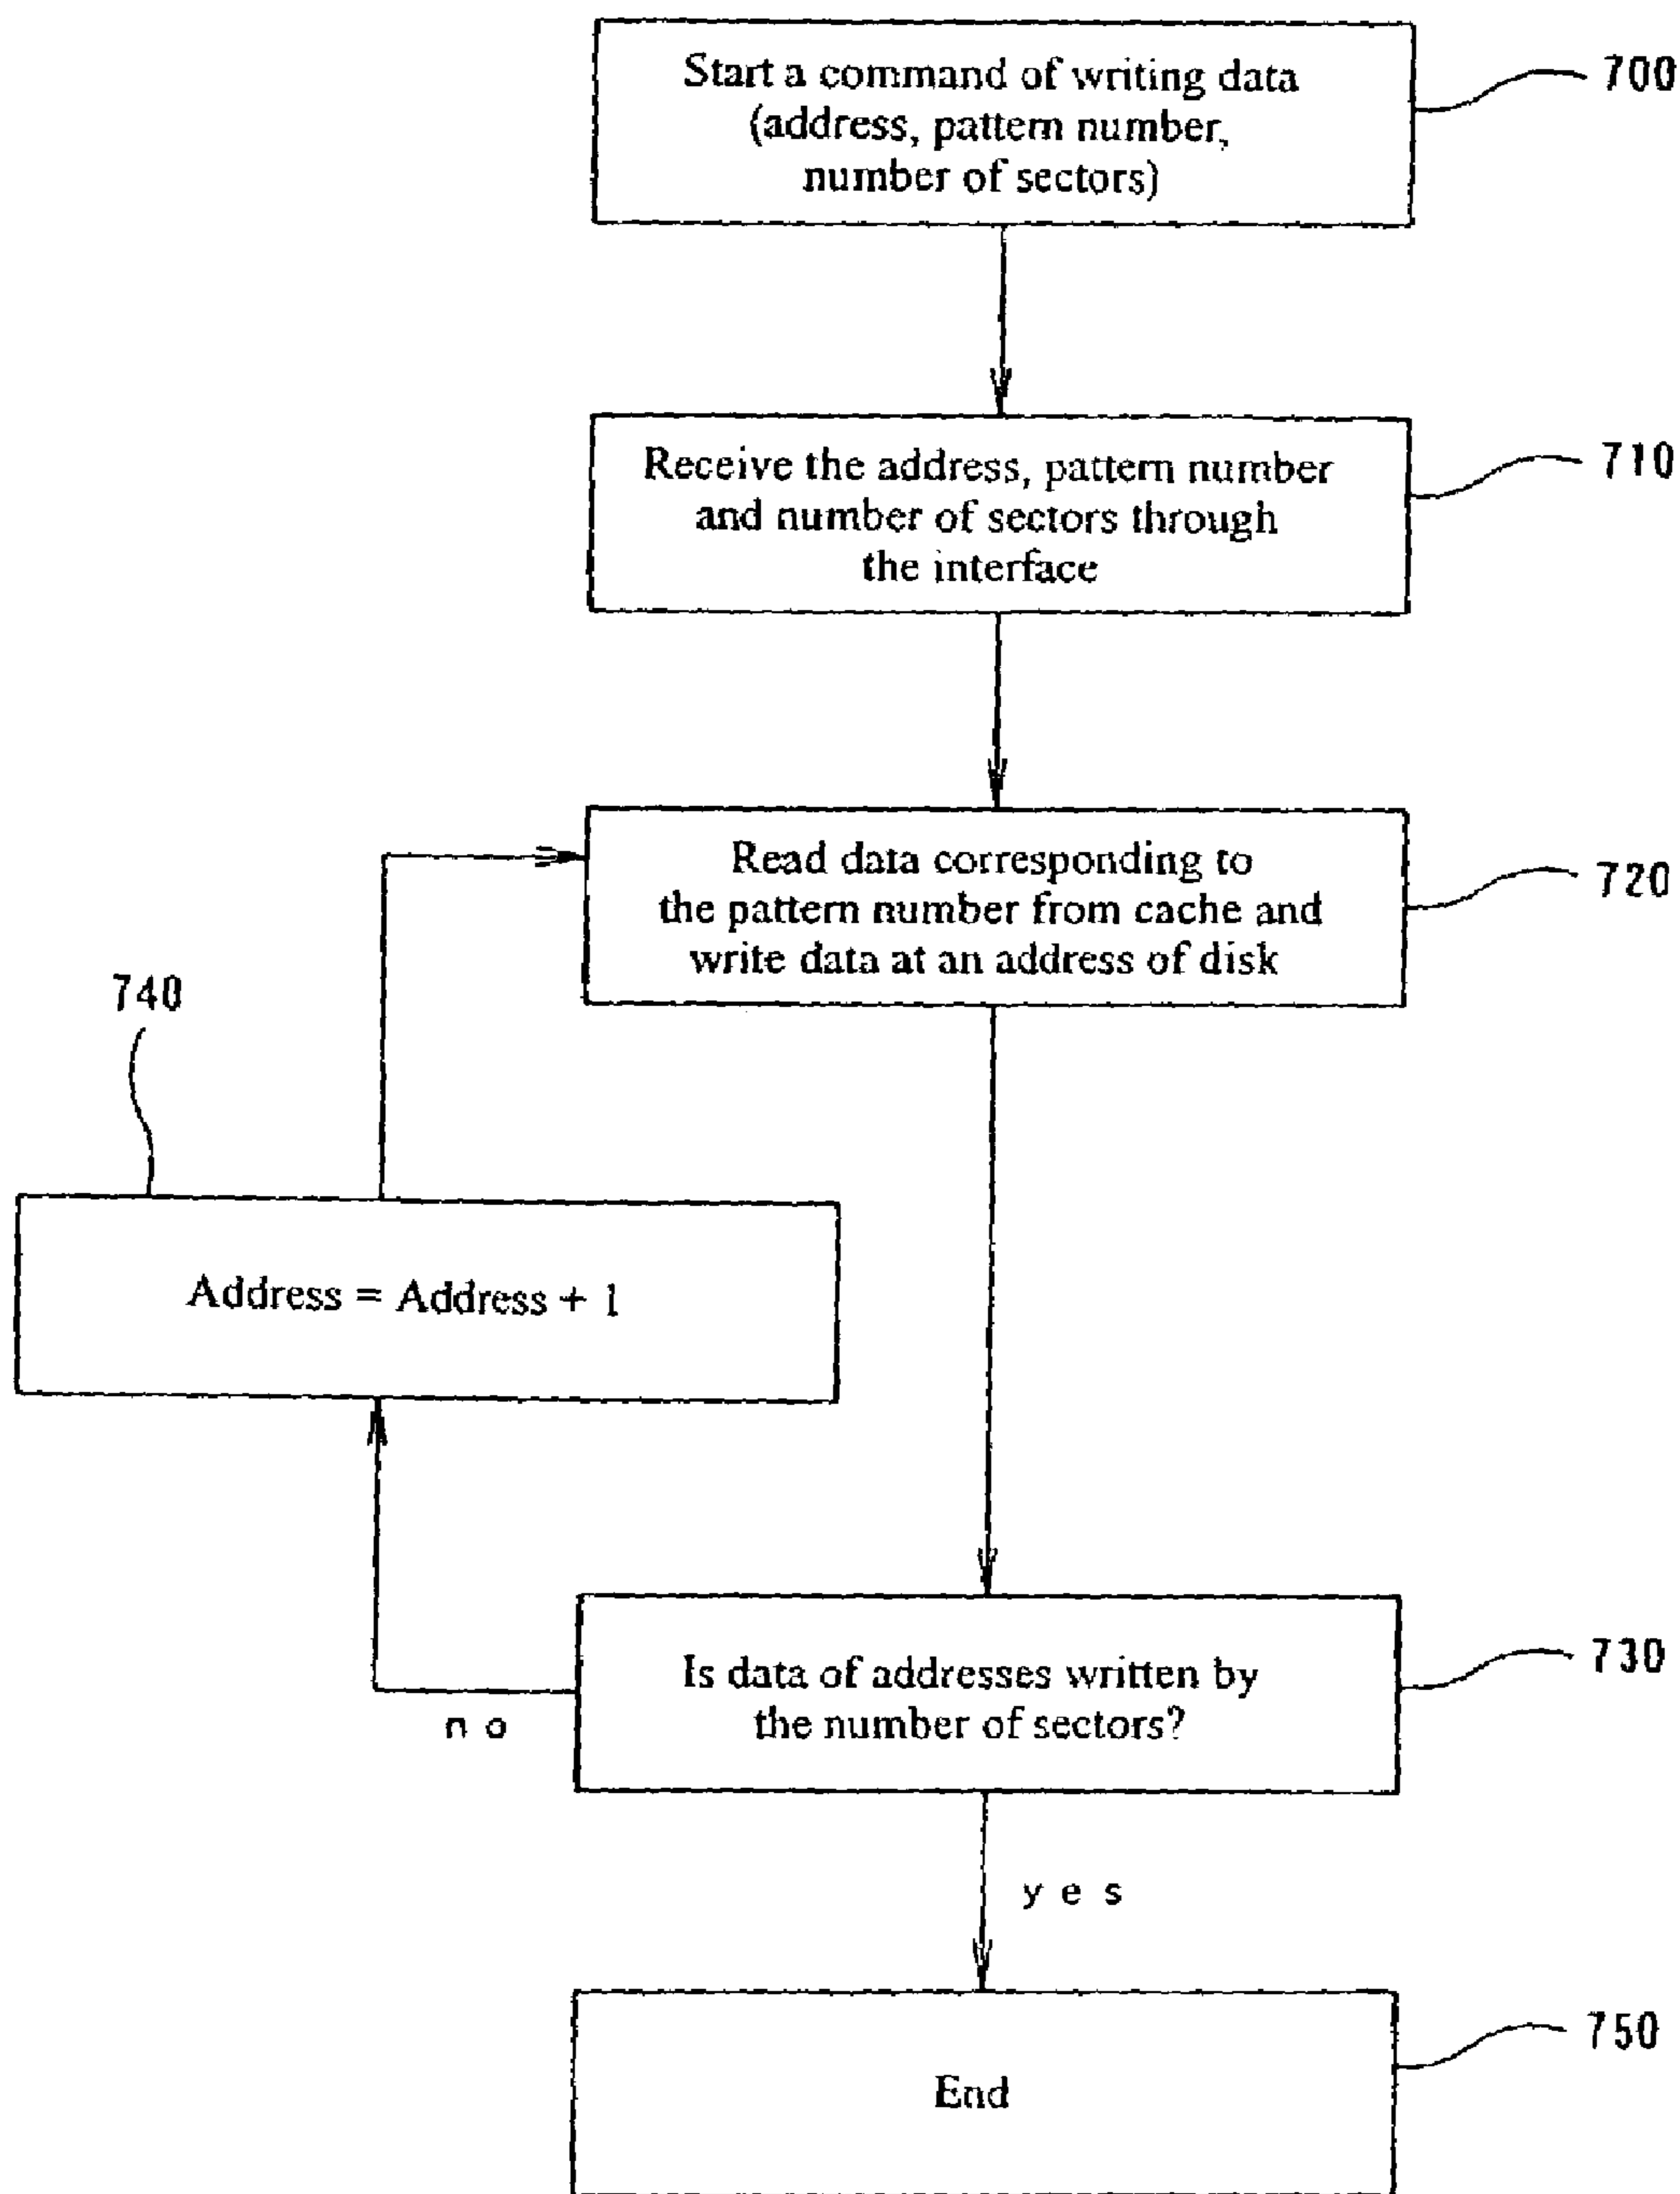 Start a command of writing data
(address, pattern number,
number of sectors)
700
Receive the address, pattern number
and number of sectors through
the interface
710
Read data corresponding to
the pattern number from cache and
write data at an address of disk
720
740
Address = Address + 1
Is data of addresses written by
the number of sectors?
730
no
yes
End
750